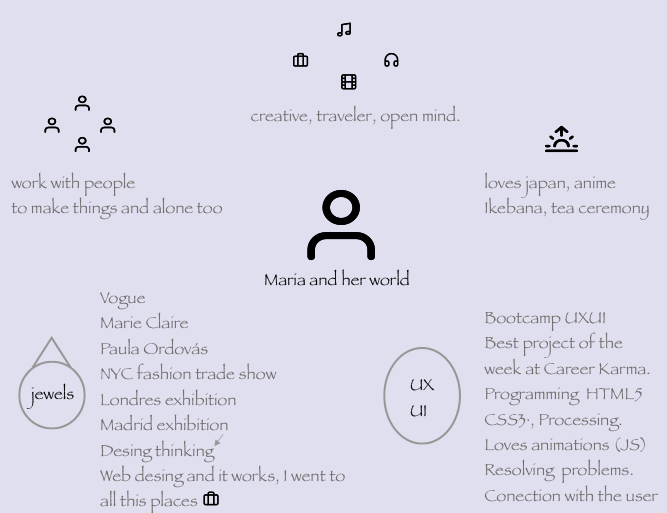 creative, traveler, open mind.
work with people
to make things and alone too
loves japan, anime
Ikebana, tea ceremony
Maria and her world
jewels
Vogue
Marie Claire
Paula Ordovás
NYC fashion trade show
Londres exhibition
Madrid exhibition
Desing thinking
Web desing and it works, I went to
all this places
UX
UI
Bootcamp UXUI
Best project of the
week at Career Karma.
Programming HTML5
CSS3·, Processing.
Loves animations (JS)
Resolving problems.
Conection with the user